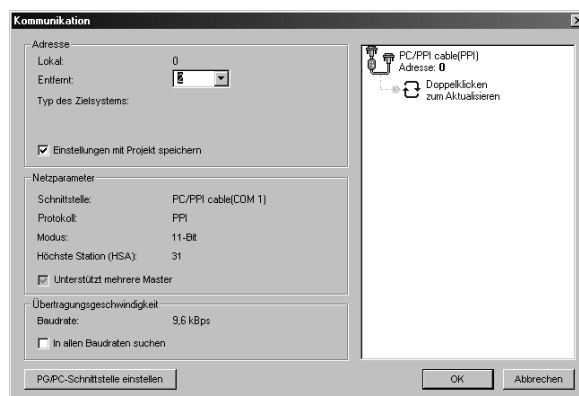 Kommunikation
Adresse
Lokal: 0
Entfernt: 2
Typ des Zielsystems:
Einstellungen mit Projekt speichern
Netzparameter
Schnittstelle: PC/PPI cable(COM 1)
Protokoll: PPI
Modus: 11-Bit
Höchste Station (HSA): 31
Unterstützt mehrere Master
Übertragungsgeschwindigkeit
Baudrate: 9,6 kBps
In allen Baudraten suchen
PG/PC-Schnittstelle einstellen
PC/PPI cable(PPI)
Adresse: 0
Doppelklicken
zum Aktualisieren
OK
Abbrechen